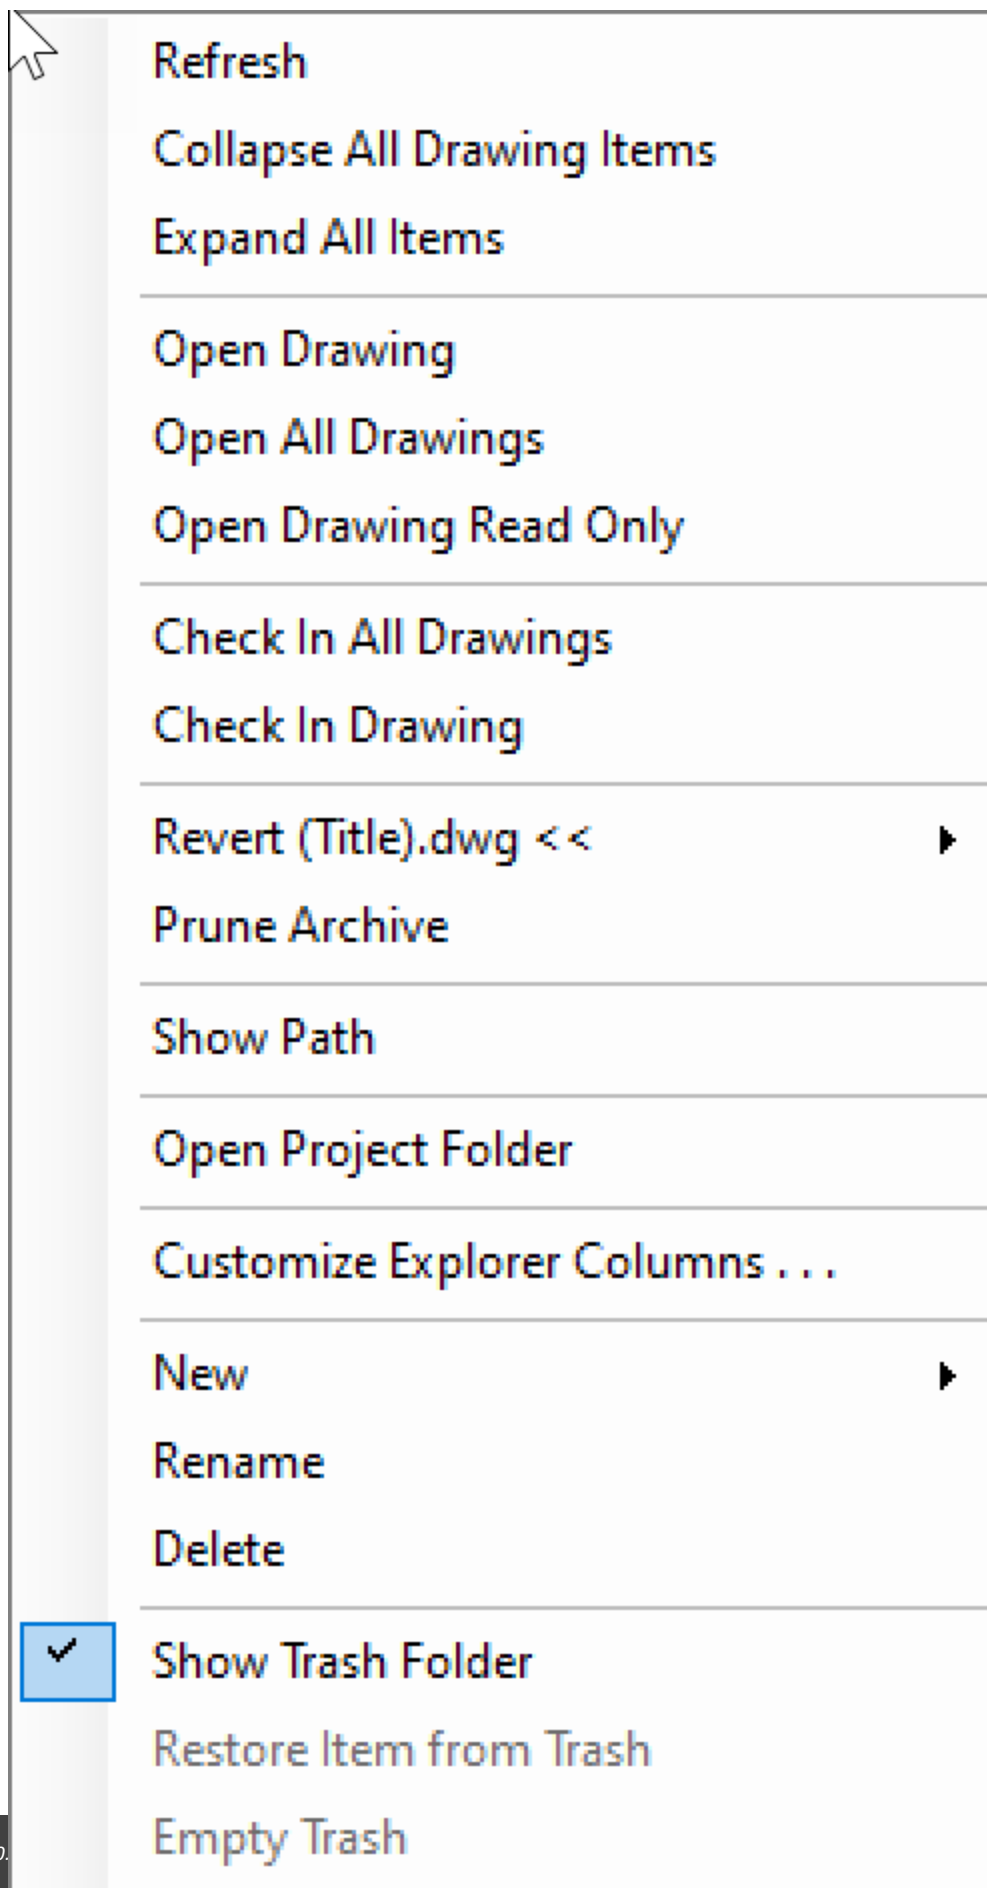 Refresh
Collapse All Drawing Items
Expand All Items
Open Drawing
Open All Drawings
Open Drawing Read Only
Check In All Drawings
Check In Drawing
Revert (Title).dwg <<
Prune Archive
Show Path
Open Project Folder
Customize Explorer Columns . . .
New
Rename
Delete
Show Trash Folder
Restore Item from Trash
Empty Trash